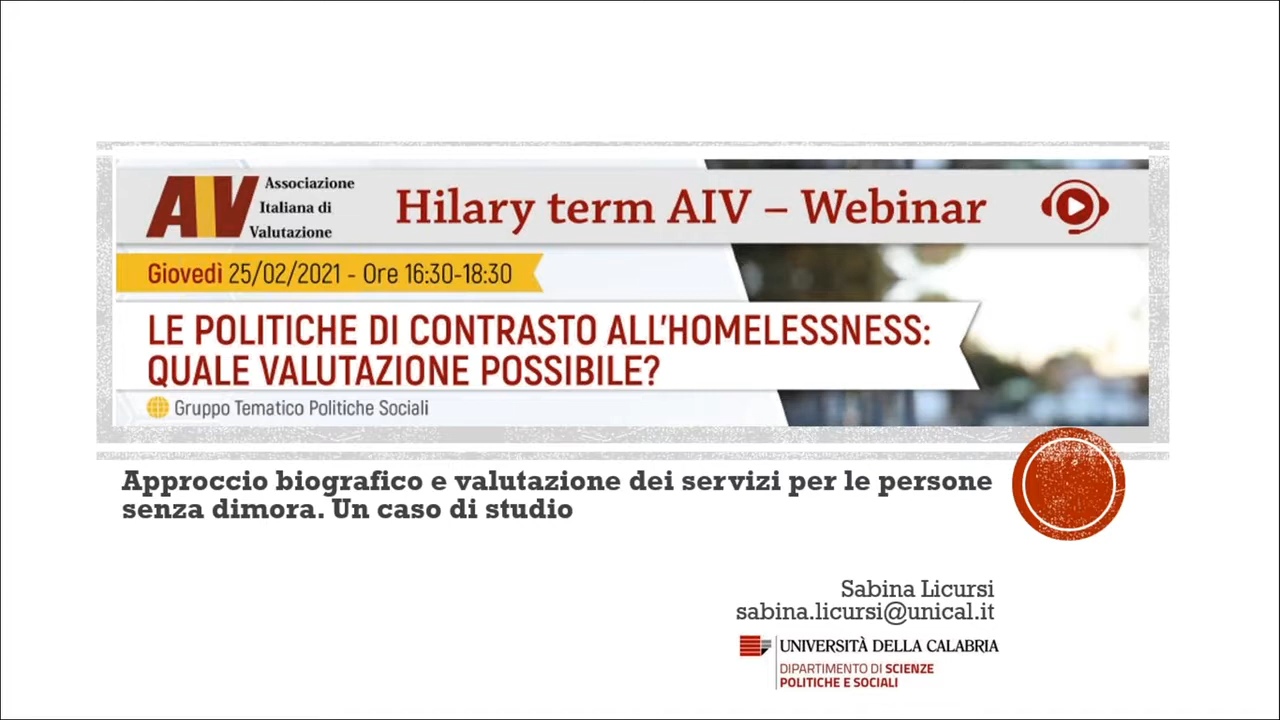 AIV
Associazione
Italiana di
Valutazione
Hilary term AIV – Webinar
Giovedì 25/02/2021 - Ore 16:30-18:30
LE POLITICHE DI CONTRASTO ALL'HOMELESSNESS:
QUALE VALUTAZIONE POSSIBILE?
Gruppo Tematico Politiche Sociali
Approccio biografico e valutazione dei servizi per le persone
senza dimora. Un caso di studio
Sabina Licursi
sabina.licursi@unical.it
UNIVERSITÀ DELLA CALABRIA
DIPARTIMENTO DI SCIENZE
POLITICHE E SOCIALI